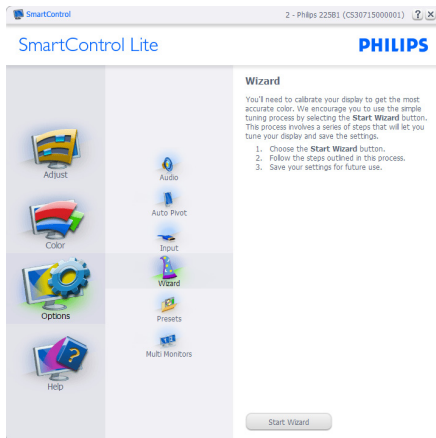 SmartControl
2 - Philips 225B1 (CS30715000001)
SmartControl Lite
PHILIPS
Adjust
Color
Options
Help
Audio
Auto Pivot
Input
Wizard
Presets
Multi Monitors
Wizard
You'll need to calibrate your display to get the most
accurate color. We encourage you to use the simple
tuning process by selecting the Start Wizard button.
This process involves a series of steps that will let you
tune your display and save the settings.
1. Choose the Start Wizard button.
2. Follow the steps outlined in this process.
3. Save your settings for future use.
Start Wizard